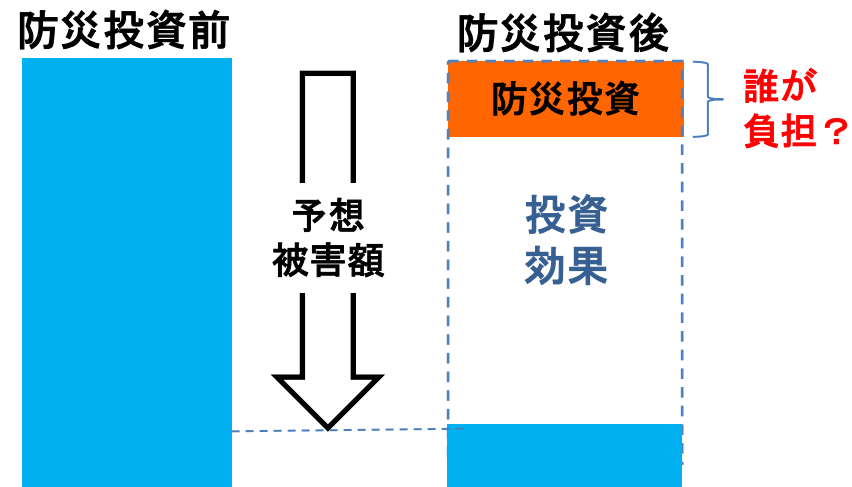 防災投資前
防災投資後
防災投資
誰が
負担？
予想
被害額
投資
効果